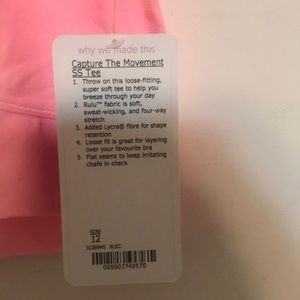 why we made this
Capture The Movement
SS Tee
1. Throw on this loose-fitting,
super soft tee to help you
breeze through your day
2. Rulu™ fabric is soft,
sweat-wicking, and four-way
stretch
3. Added Lycra® fibre for shape
retention
4. Loose fit is great for layering
over your favourite bra
5. Flat seams to keep irritating
chafe in check
SIZE
12
000003749570